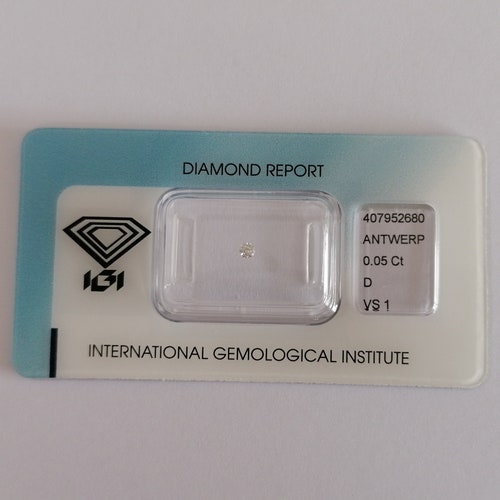 DIAMOND REPORT
IGI
407952680
ANTWERP
0.05 Ct
D
VS 1
INTERNATIONAL GEMOLOGICAL INSTITUTE